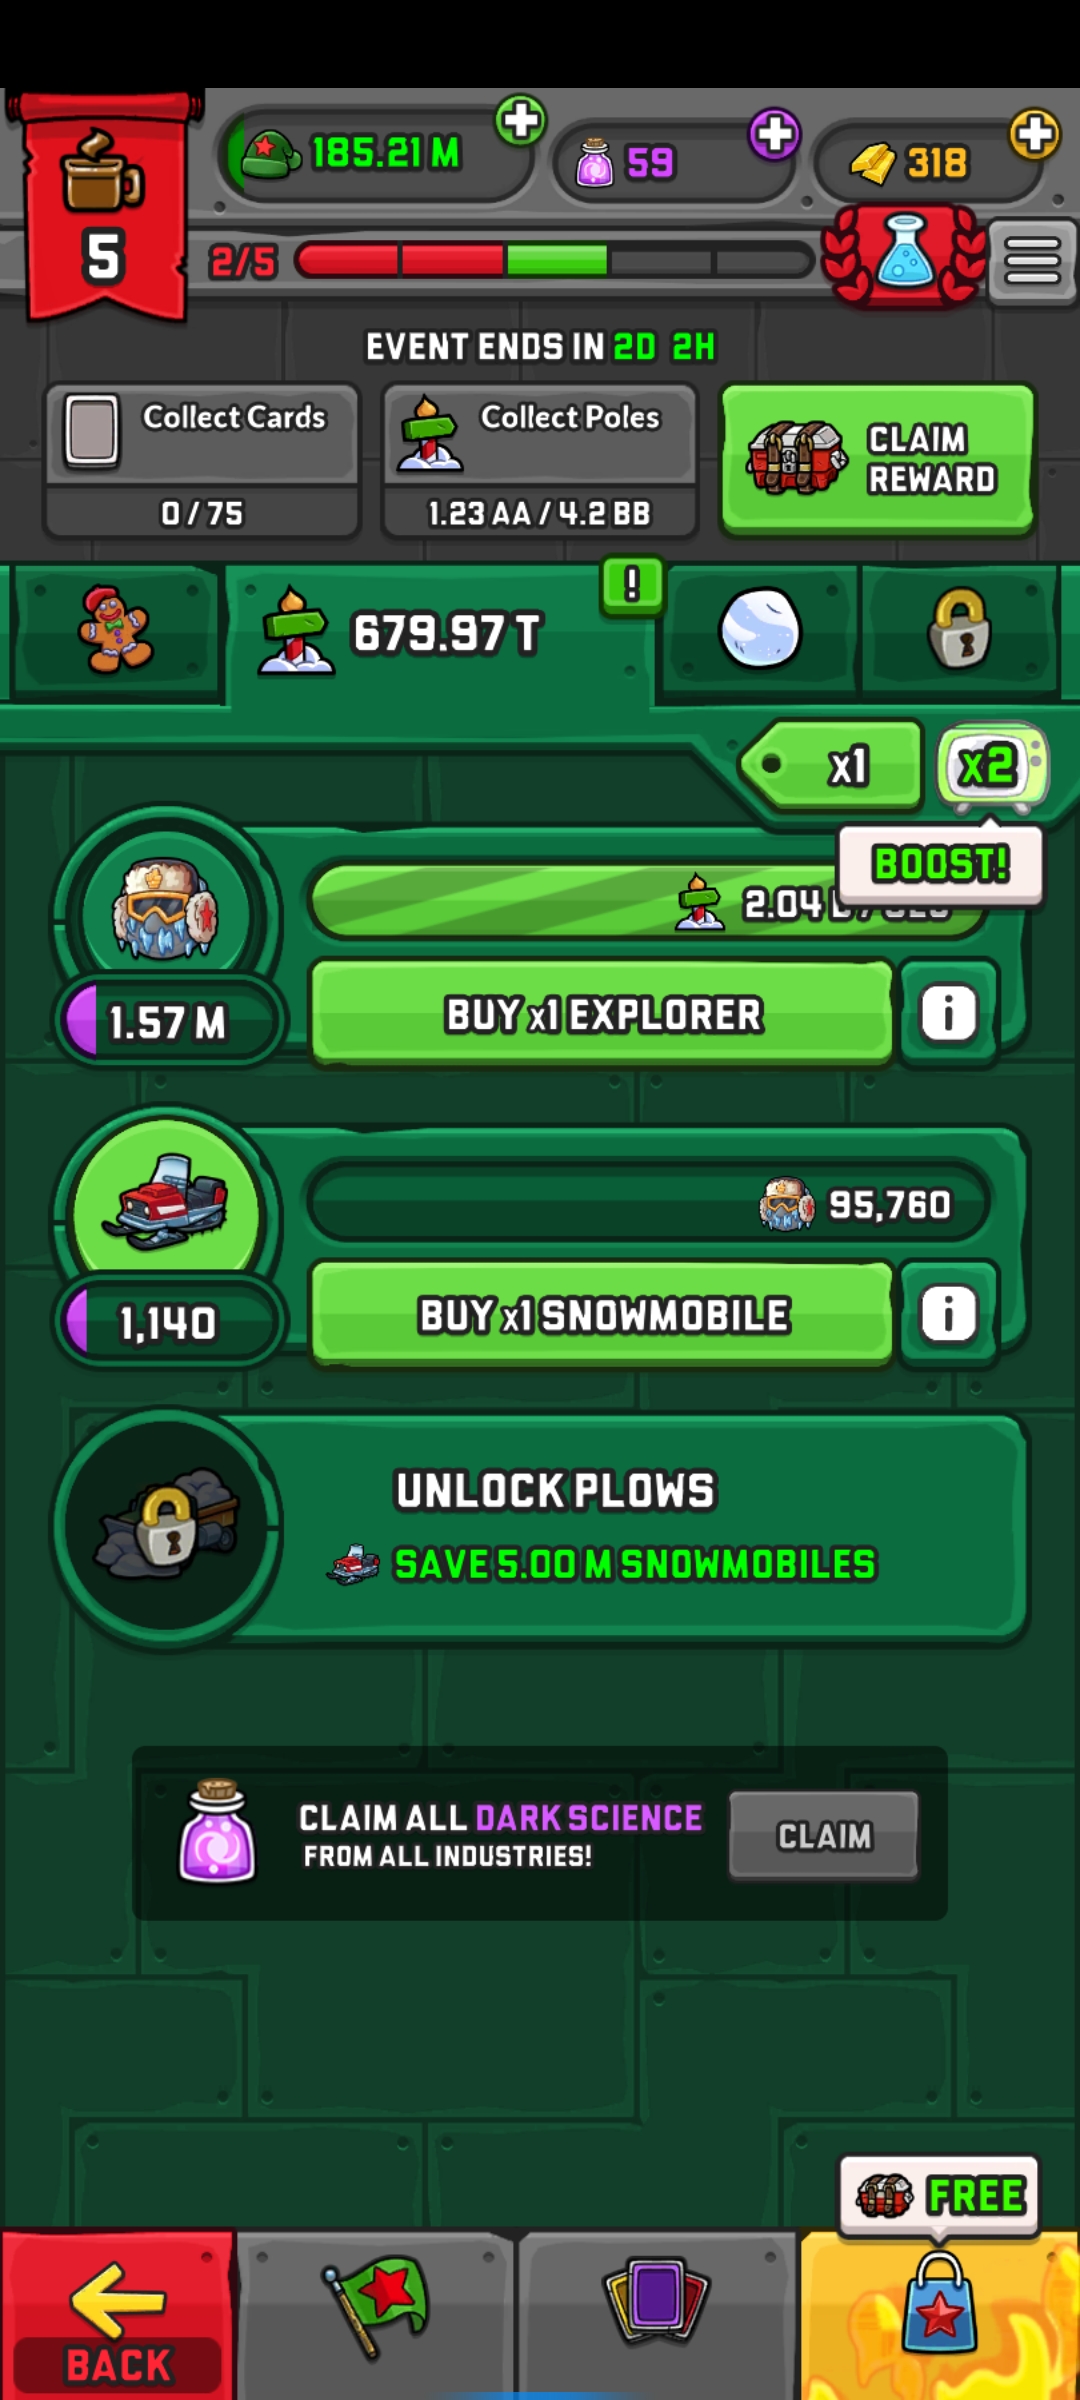 185.21 M
59
318
5
2/5
EVENT ENDS IN 2D 2H
Collect Cards
0 / 75
Collect Poles
1.23 AA / 4.2 BB
CLAIM
REWARD
679.97 T
!
x1
x2
BOOST!
2.04
1.57 M
BUY x1 EXPLORER
i
95,760
1,140
BUY x1 SNOWMOBILE
i
UNLOCK PLOWS
SAVE 5.00 M SNOWMOBILES
CLAIM ALL DARK SCIENCE
FROM ALL INDUSTRIES!
CLAIM
FREE
BACK